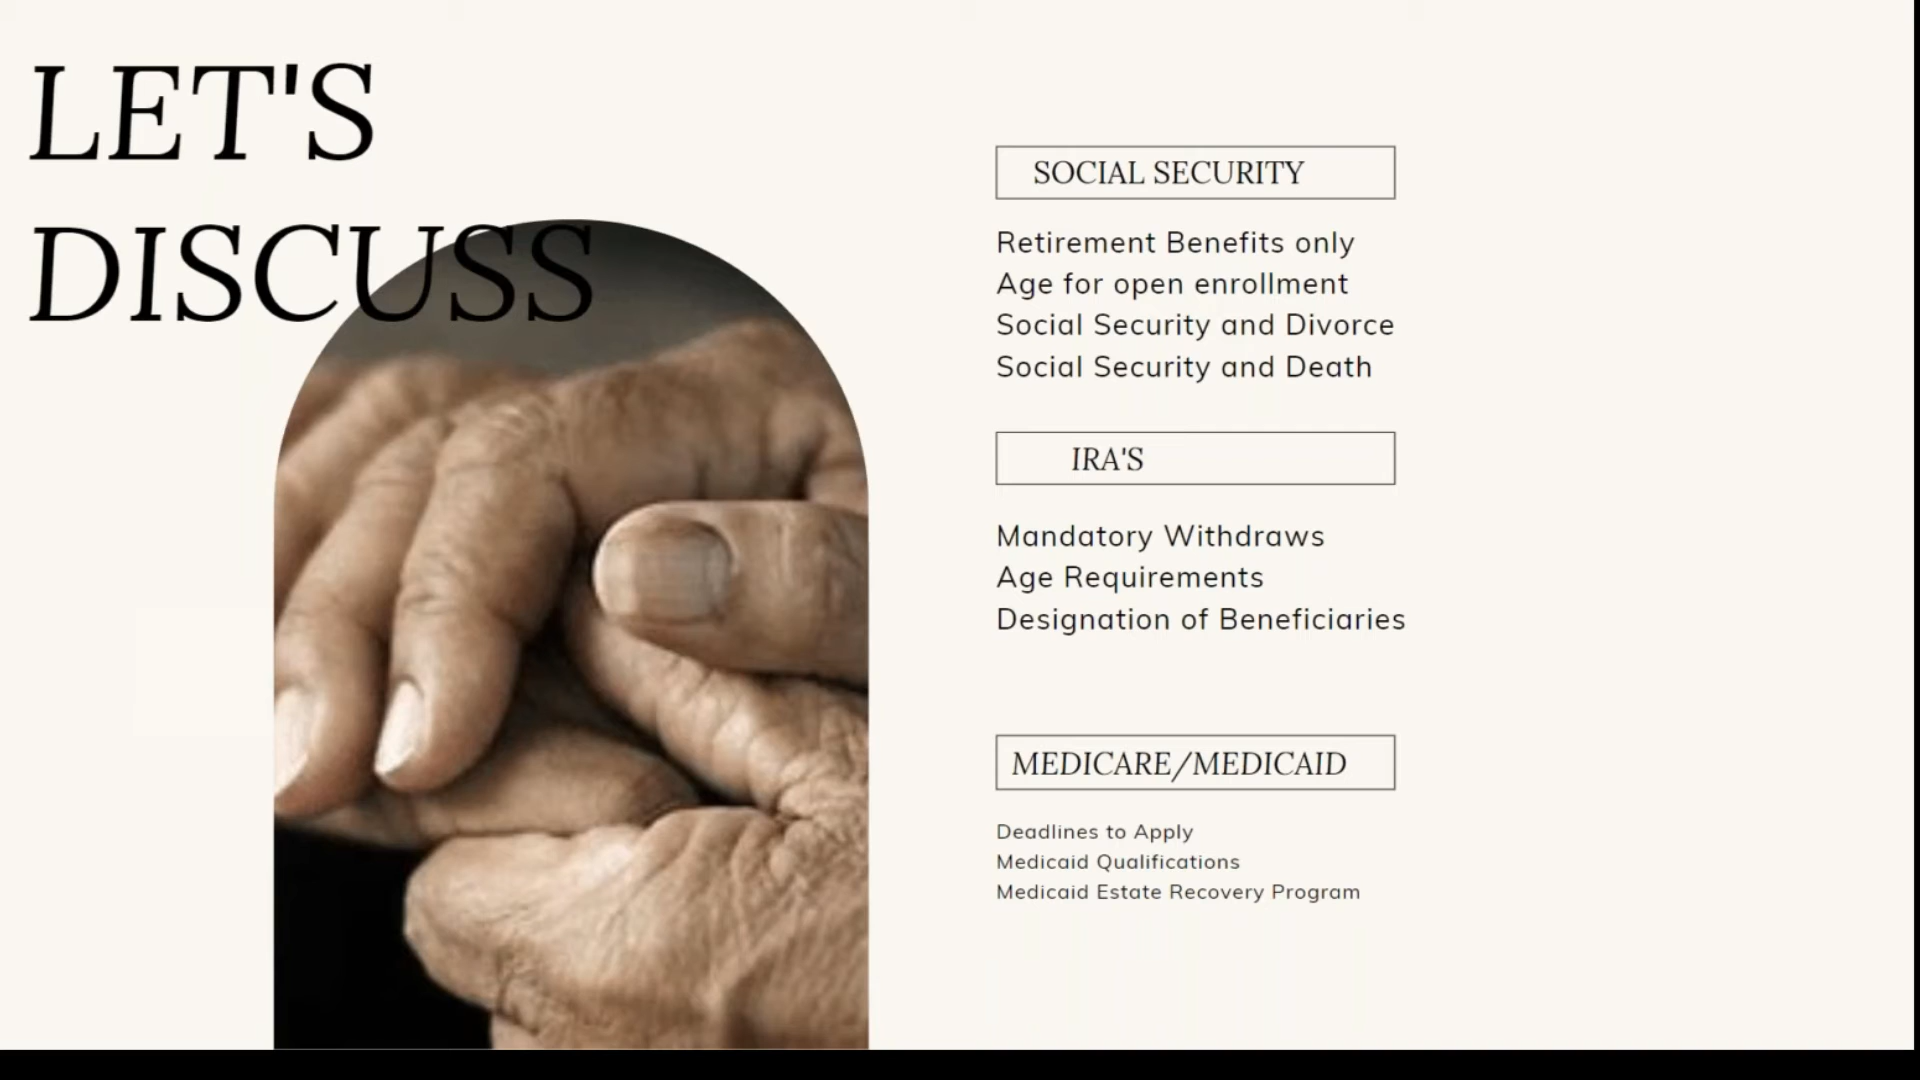 LET'S
DISCUSS
SOCIAL SECURITY
Retirement Benefits only
Age for open enrollment
Social Security and Divorce
Social Security and Death
IRA'S
Mandatory Withdraws
Age Requirements
Designation of Beneficiaries
MEDICARE/MEDICAID
Deadlines to Apply
Medicaid Qualifications
Medicaid Estate Recovery Program